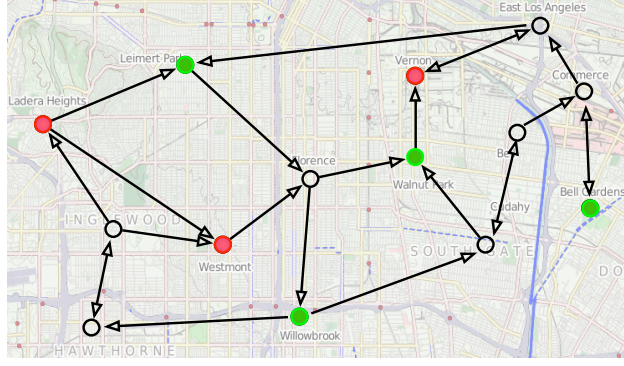 East Los Angeles
Leimert Park
Vernon
Commerce
Ladera Heights
Florence
Bell
Walnut Park
Bell Gardens
Cudahy
INGLEWOOD
SOUTH GATE
Westmont
DO
Willowbrook
HAWTHORNE